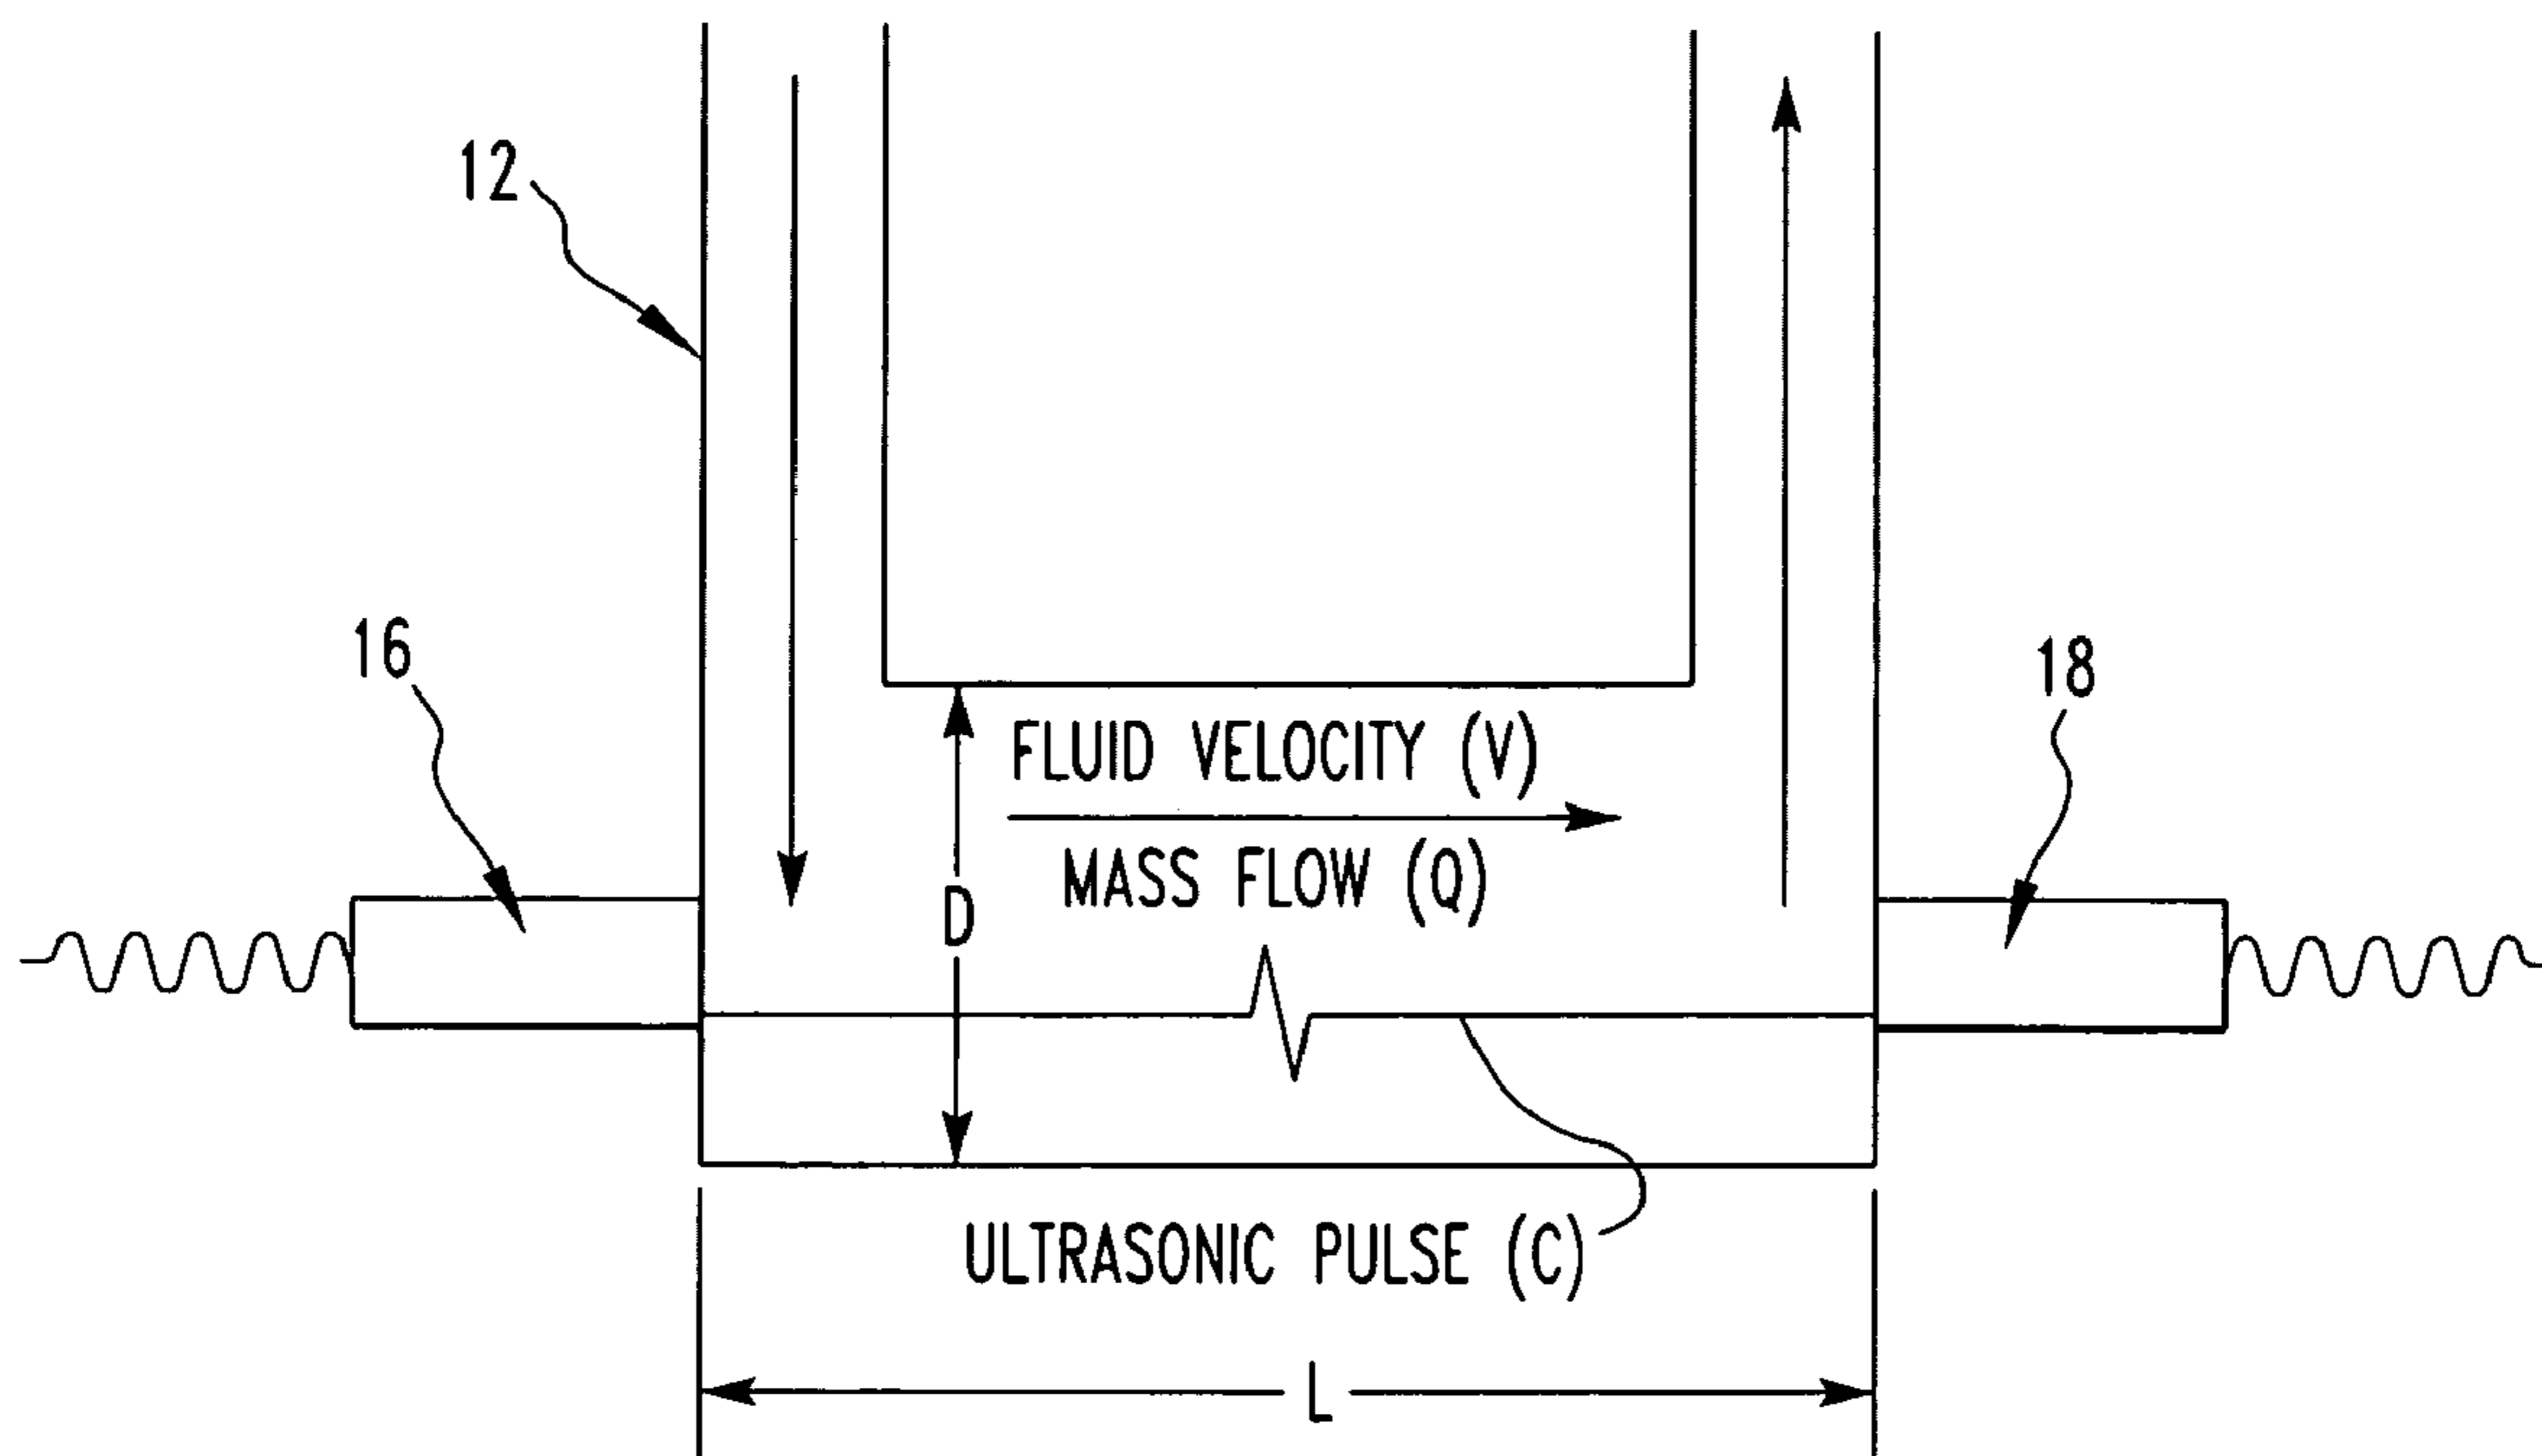 12
16
18
FLUID VELOCITY (V)
MASS FLOW (Q)
D
ULTRASONIC PULSE (C)
L